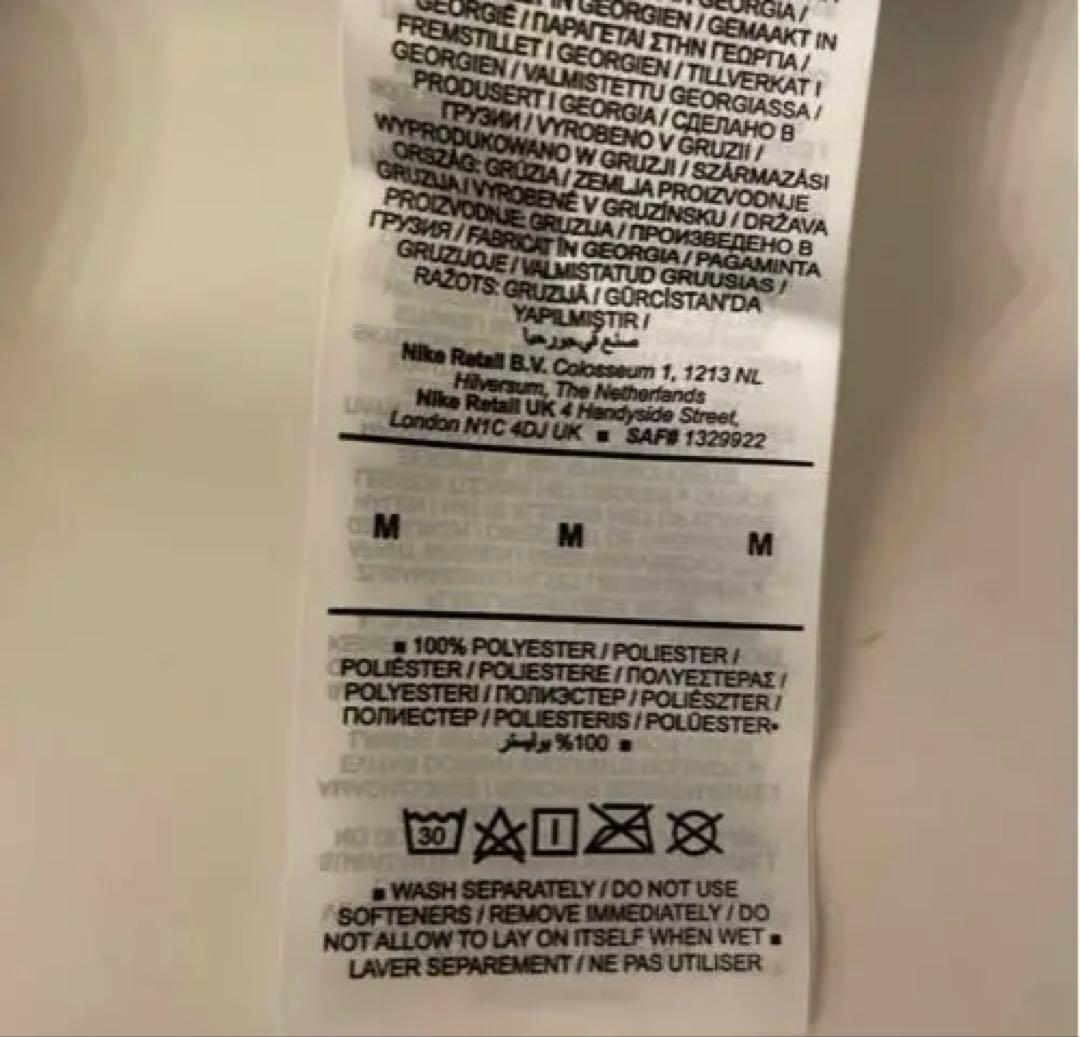 IN GEORGIEN / GEMAAKT IN
GEORGIË / ΠΑΡΑΓΕΤΑΙ ΣΤΗΝ ΓΕΩΡΓΙΑ /
FREMSTILLET I GEORGIEN / TILLVERKAT I
GEORGIEN / VALMISTETTU GEORGIASSA /
PRODUSERT I GEORGIA / СДЕЛАНО В
ГРУЗИИ / VYROBENO V GRUZII /
WYPRODUKOWANO W GRUZJI / SZÁRMAZÁSI
ORSZÁG: GRÚZIA / ZEMLJA PROIZVODNJE
GRUZIJA / VYROBENÉ V GRUZÍNSKU / DRŽAVA
PROIZVODNJE: GRUZIJA / ПРОИЗВЕДЕНО В
ГРУЗИЯ / FABRICAT ÎN GEORGIA / PAGAMINTA
GRUZIJOJE / VALMISTATUD GRUUSIAS /
RAŽOTS: GRUZIJĀ / GÜRCİSTAN'DA
YAPILMIŞTIR /
صنع في جورجيا
Nike Retail B.V. Colosseum 1, 1213 NL
Hilversum, The Netherlands
Nike Retail UK 4 Handyside Street,
London N1C 4DJ UK ■ SAF# 1329922
M M M
■ 100% POLYESTER / POLIESTER /
POLIÉSTER / POLIESTERE / ΠΟΛΥΕΣΤΕΡΑΣ /
POLYESTERI / ПОЛИЭСТЕР / POLIÉSZTER /
ПОЛИЕСТЕР / POLIESTERIS / POLÜESTER•
■ 100% بوليستر
30
■ WASH SEPARATELY / DO NOT USE
SOFTENERS / REMOVE IMMEDIATELY / DO
NOT ALLOW TO LAY ON ITSELF WHEN WET ■
LAVER SEPAREMENT / NE PAS UTILISER